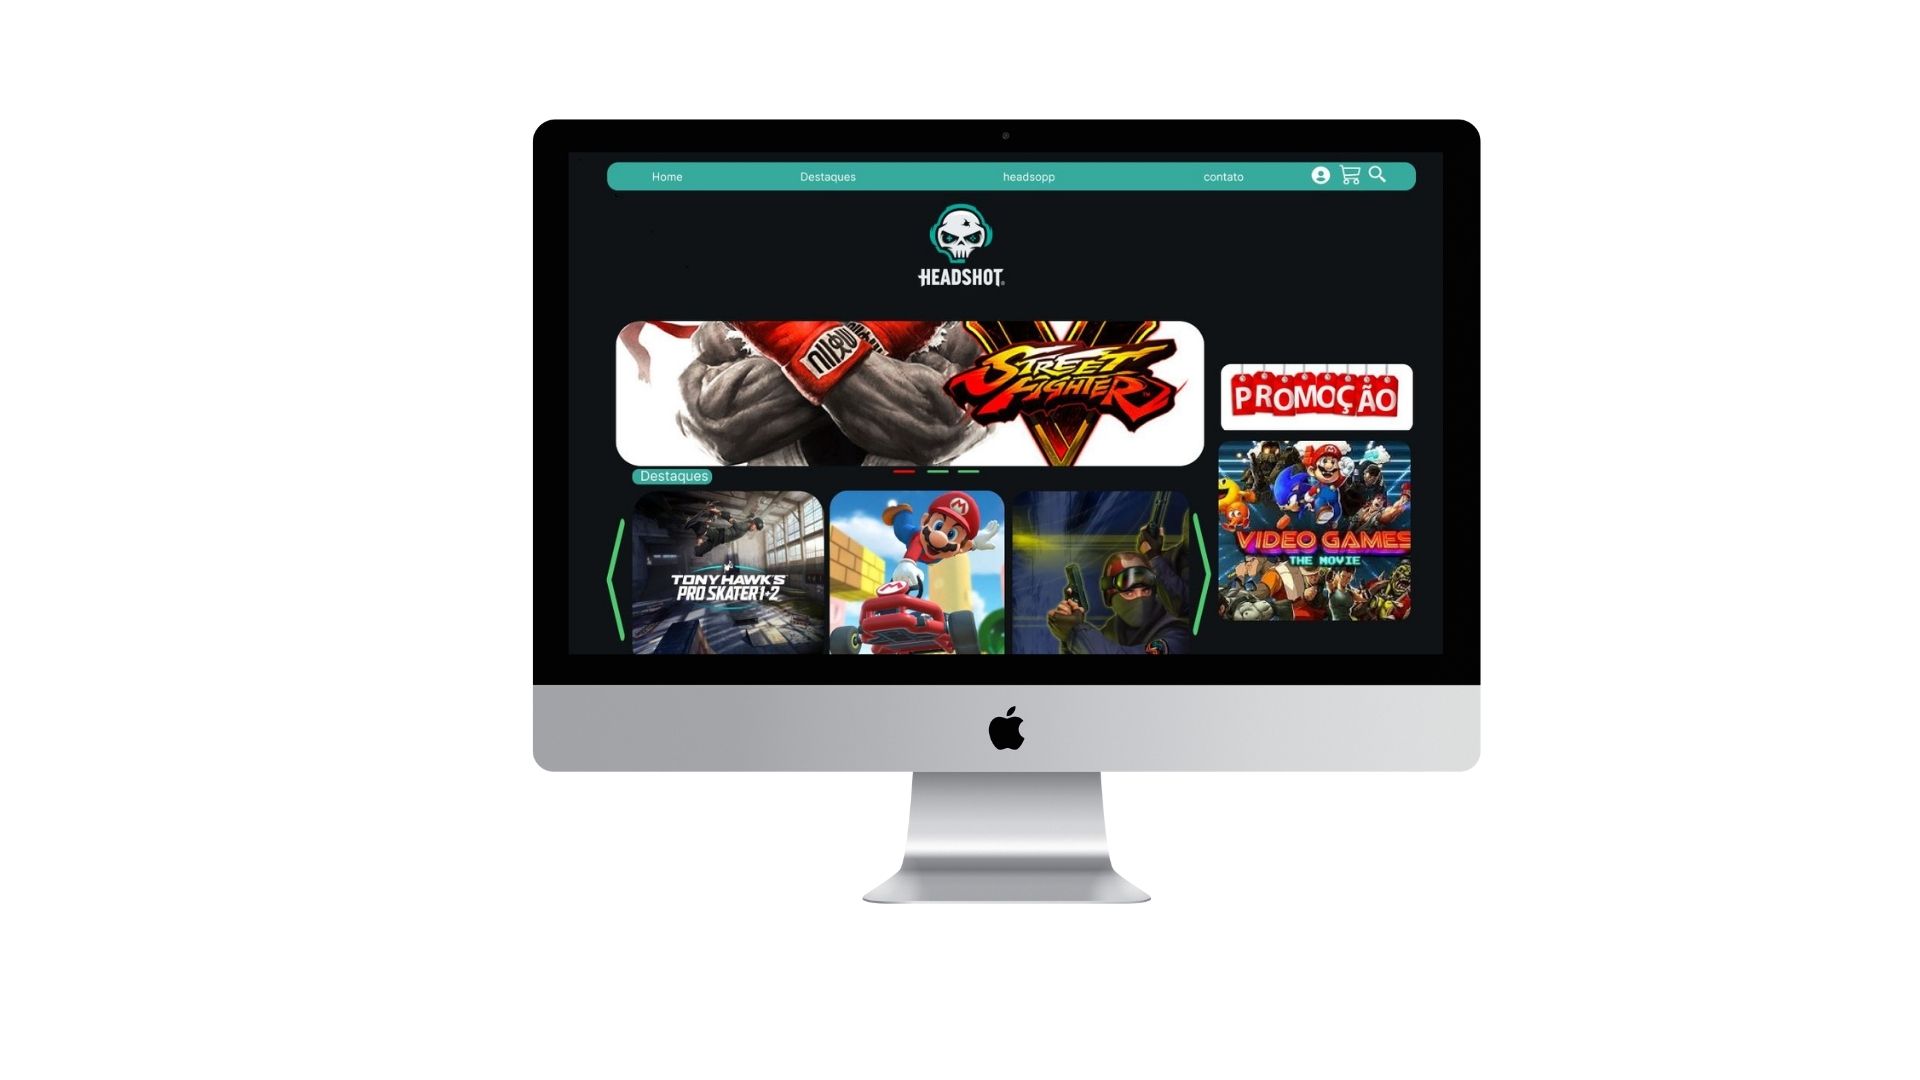 Home
Destaques
headsopp
contato
HEADSHOT
STREET
FIGHTER
V
PROMOÇÃO
Destaques
TONY HAWK'S
PRO SKATER 1+2
M
VIDEO GAMES
THE MOVIE